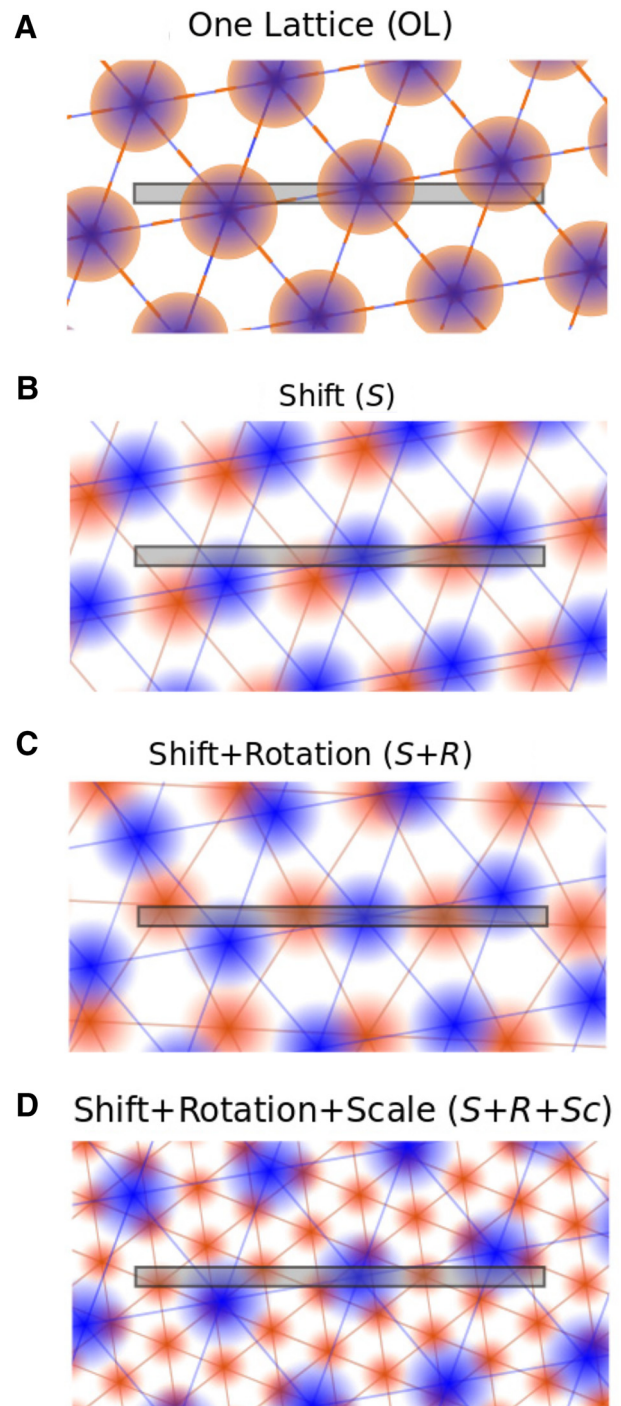 A
One Lattice (OL)
B
Shift (S)
C
Shift+Rotation (S+R)
D
Shift+Rotation+Scale (S+R+Sc)